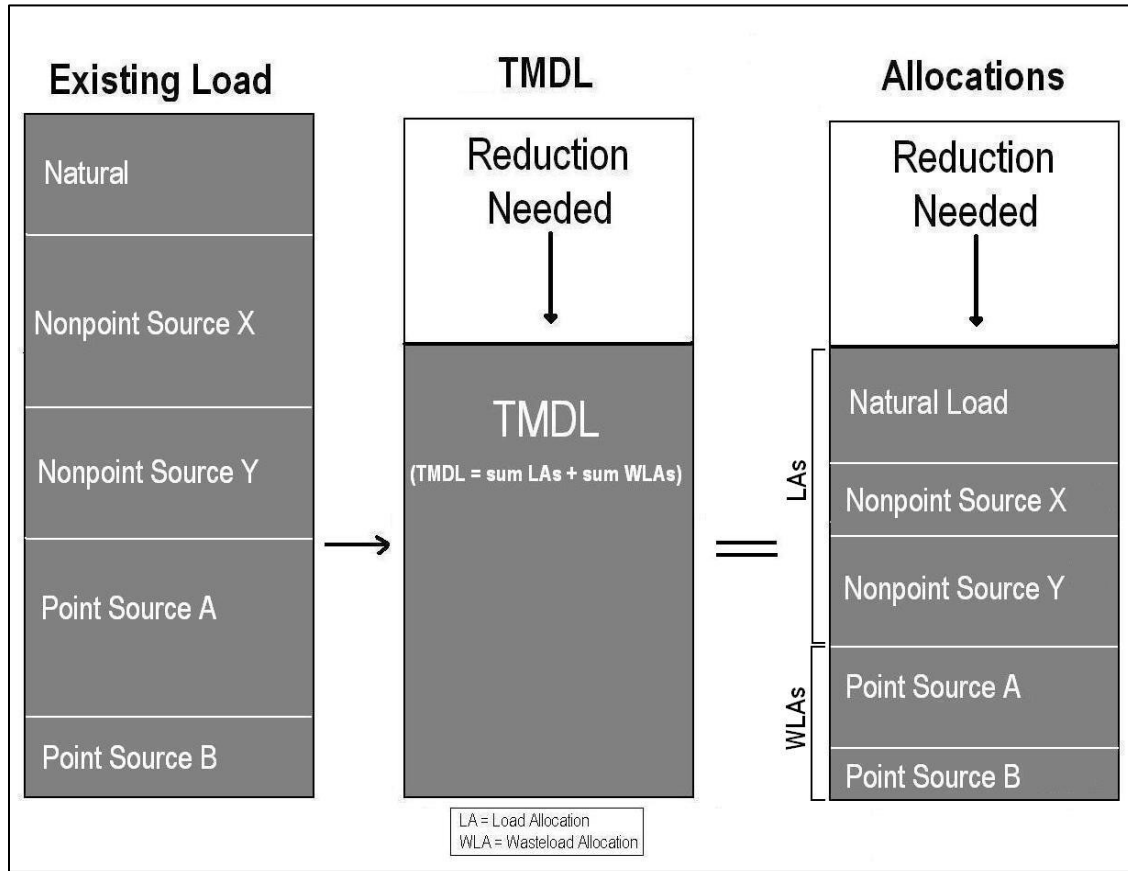 Existing Load
Natural
Nonpoint Source X
Nonpoint Source Y
Point Source A
Point Source B
TMDL
Reduction
Needed
TMDL
(TMDL = sum LAs + sum WLAs)
Allocations
Reduction
Needed
LAs
Natural Load
Nonpoint Source X
Nonpoint Source Y
WLAs
Point Source A
Point Source B
LA = Load Allocation
WLA = Wasteload Allocation